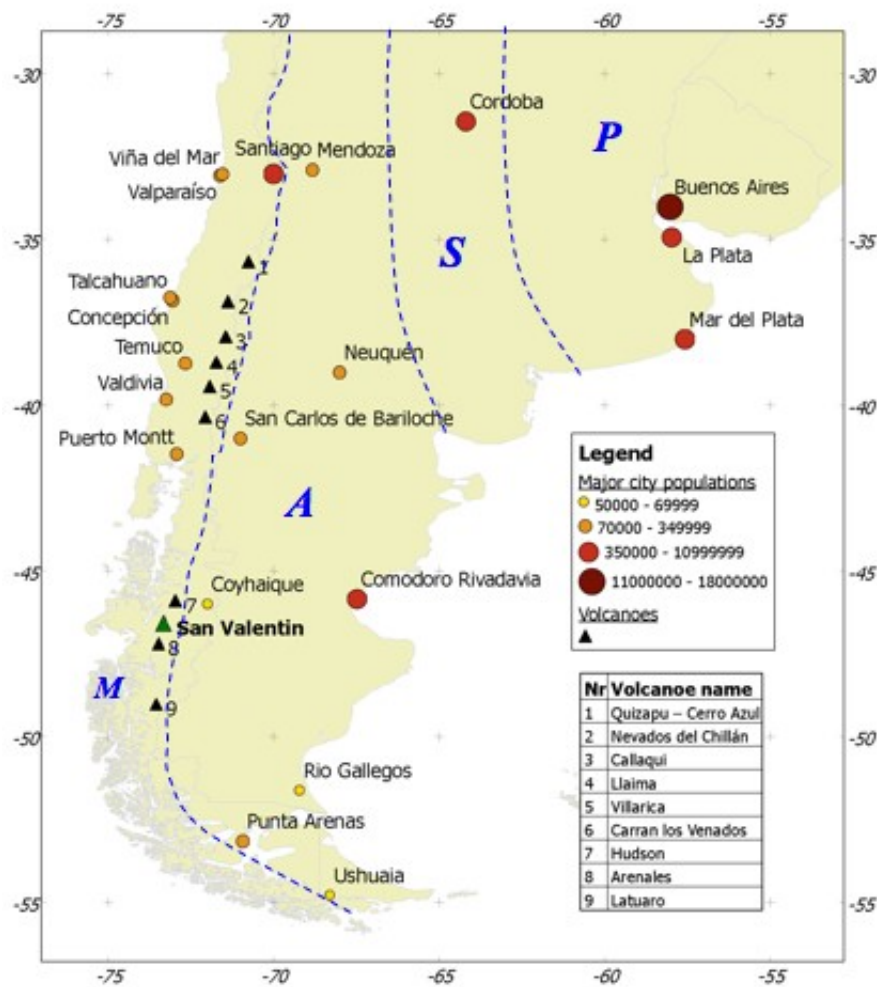 -75 -70 -65 -60 -55
-30 -30
Cordoba
P
Viña del Mar Santiago Mendoza
Valparaíso
Buenos Aires
-35 S -35
La Plata
1
Talcahuano
2
Concepción
Mar del Plata
3
Temuco Neuquén
4
Valdivia 5
-40 6 San Carlos de Bariloche -40
Puerto Montt
Legend
Major city populations
50000 - 69999
70000 - 349999
350000 - 10999999
11000000 - 18000000
Volcanoes
A
-45 -45
Coyhaique Comodoro Rivadavia
7
San Valentin
8
M
9
Nr Volcanoe name
1 Quizapu – Cerro Azul
2 Nevados del Chillán
3 Callaqui
4 Llaima
5 Villarica
6 Carran los Venados
7 Hudson
8 Arenales
9 Latuaro
-50 -50
Rio Gallegos
Punta Arenas
Ushuaia
-55 -55
-75 -70 -65 -60 -55